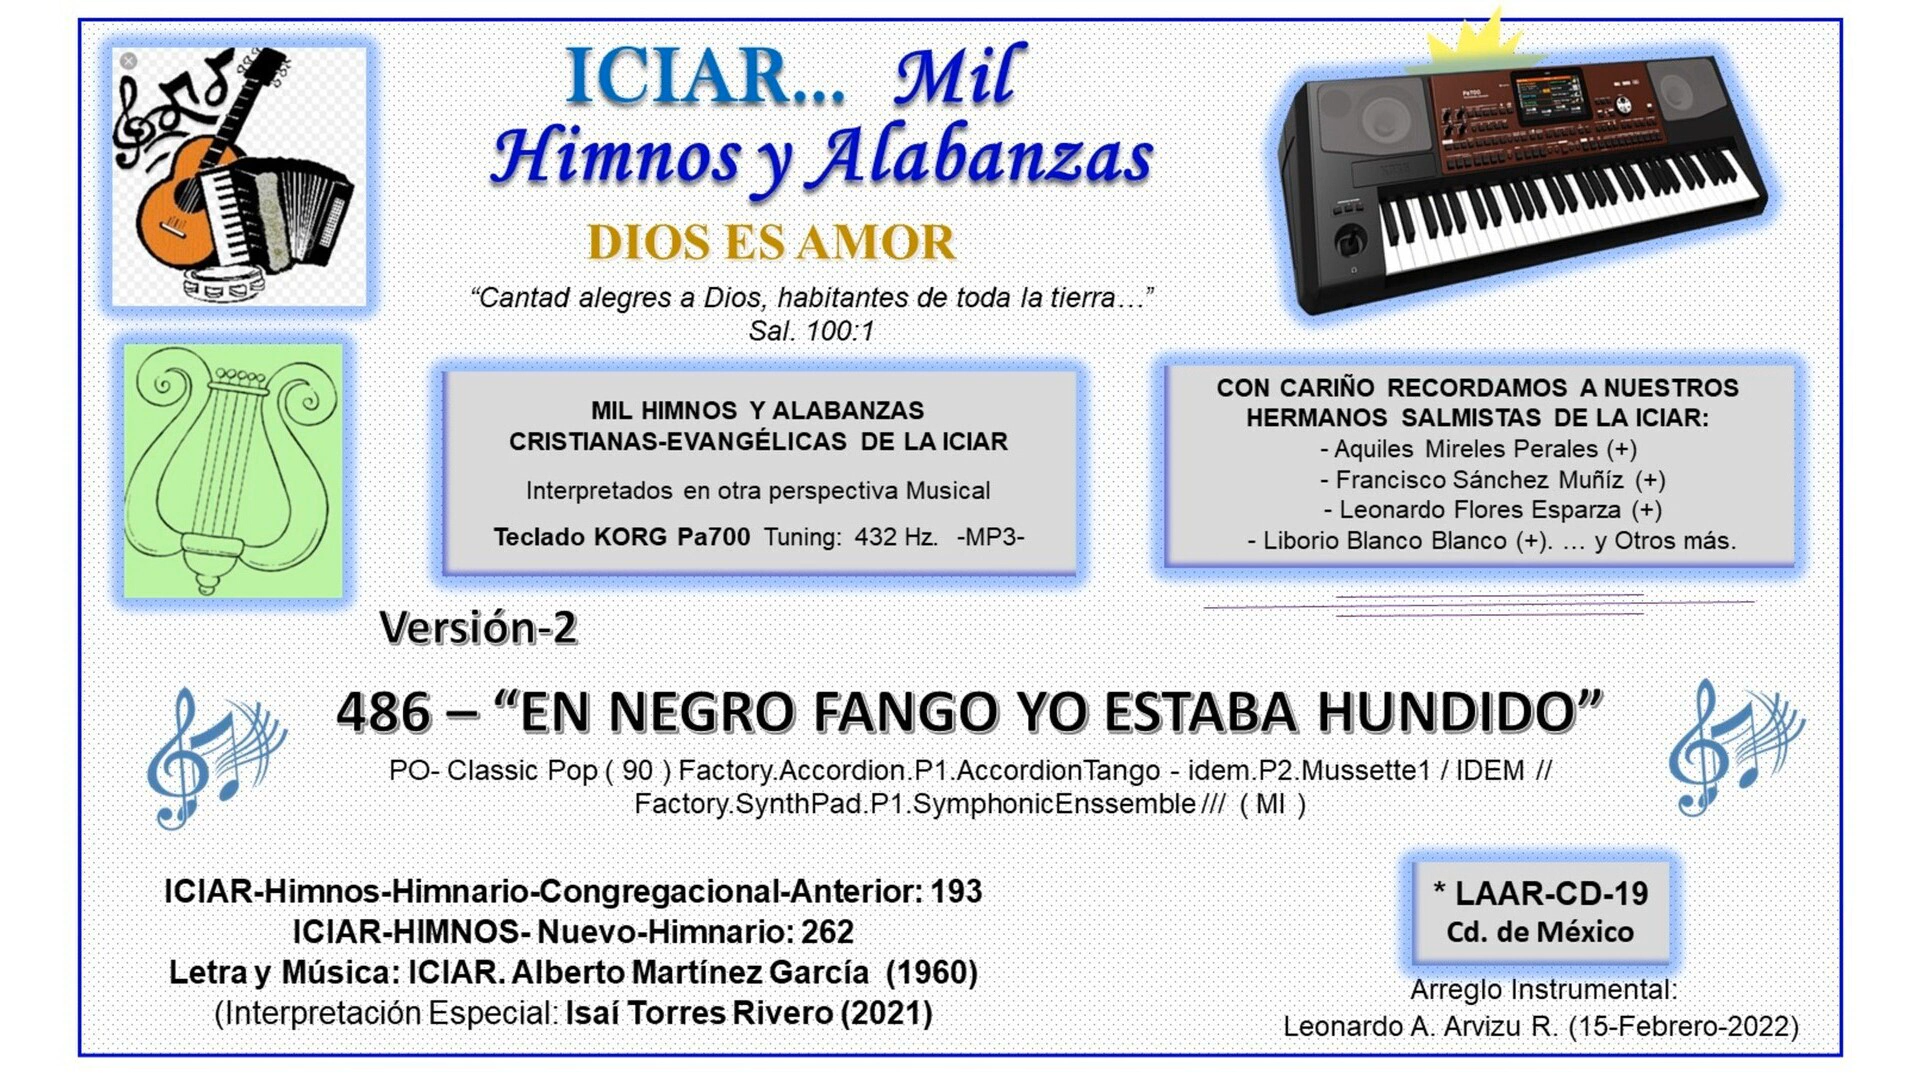 ICIAR... Mil
Himnos y Alabanzas
DIOS ES AMOR
“Cantad alegres a Dios, habitantes de toda la tierra…”
Sal. 100:1
Pa700
MIL HIMNOS Y ALABANZAS
CRISTIANAS-EVANGÉLICAS DE LA ICIAR
Interpretados en otra perspectiva Musical
Teclado KORG Pa700 Tuning: 432 Hz. -MP3-
CON CARIÑO RECORDAMOS A NUESTROS
HERMANOS SALMISTAS DE LA ICIAR:
- Aquiles Mireles Perales (+)
- Francisco Sánchez Muñíz (+)
- Leonardo Flores Esparza (+)
- Liborio Blanco Blanco (+). … y Otros más.
Versión-2
486 – “EN NEGRO FANGO YO ESTABA HUNDIDO”
PO- Classic Pop ( 90 ) Factory.Accordion.P1.AccordionTango - idem.P2.Mussette1 / IDEM //
Factory.SynthPad.P1.SymphonicEnssemble /// ( MI )
ICIAR-Himnos-Himnario-Congregacional-Anterior: 193
ICIAR-HIMNOS- Nuevo-Himnario: 262
Letra y Música: ICIAR. Alberto Martínez García (1960)
(Interpretación Especial: Isaí Torres Rivero (2021)
* LAAR-CD-19
Cd. de México
Arreglo Instrumental:
Leonardo A. Arvizu R. (15-Febrero-2022)